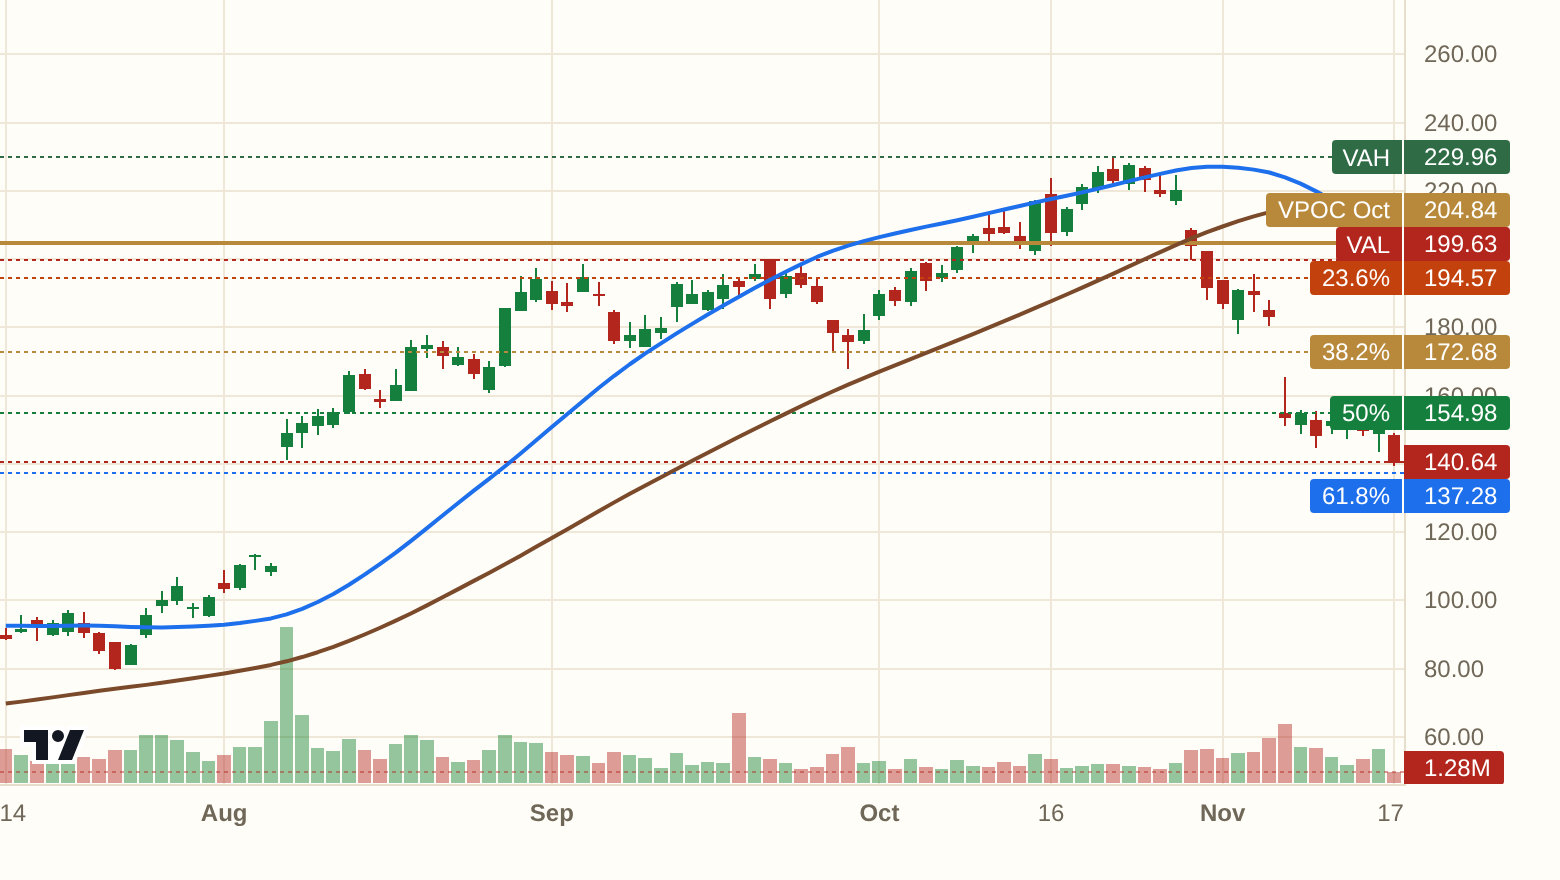 260.00
240.00
VAH 229.96
220.00
VPOC Oct 204.84
VAL 199.63
23.6% 194.57
180.00
38.2% 172.68
160.00
50% 154.98
140.64
61.8% 137.28
120.00
100.00
80.00
60.00
1.28M
14 Aug Sep Oct 16 Nov 17